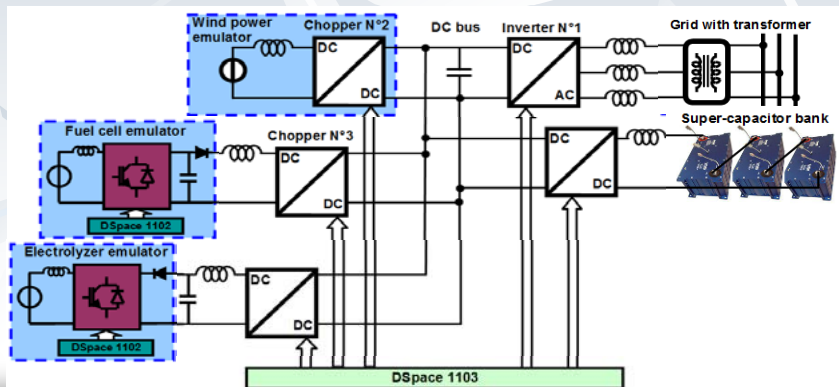 Wind power
emulator
Chopper N°2
DC bus
Inverter N°1
Grid with transformer
DC
DC
DC
AC
Super-capacitor bank
Fuel cell emulator
Chopper N°3
DC
DC
DC
DC
DSpace 1102
Electrolyzer emulator
DC
DC
DSpace 1102
DSpace 1103